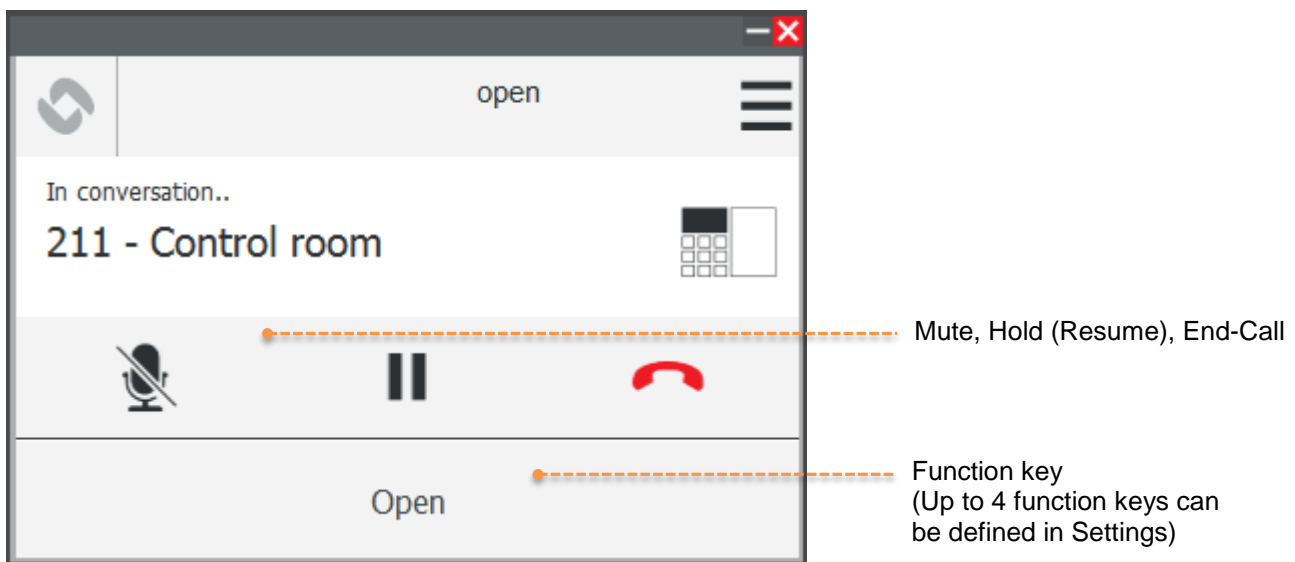 open
In conversation..
211 - Control room
Mute, Hold (Resume), End-Call
Open
Function key
(Up to 4 function keys can
be defined in Settings)